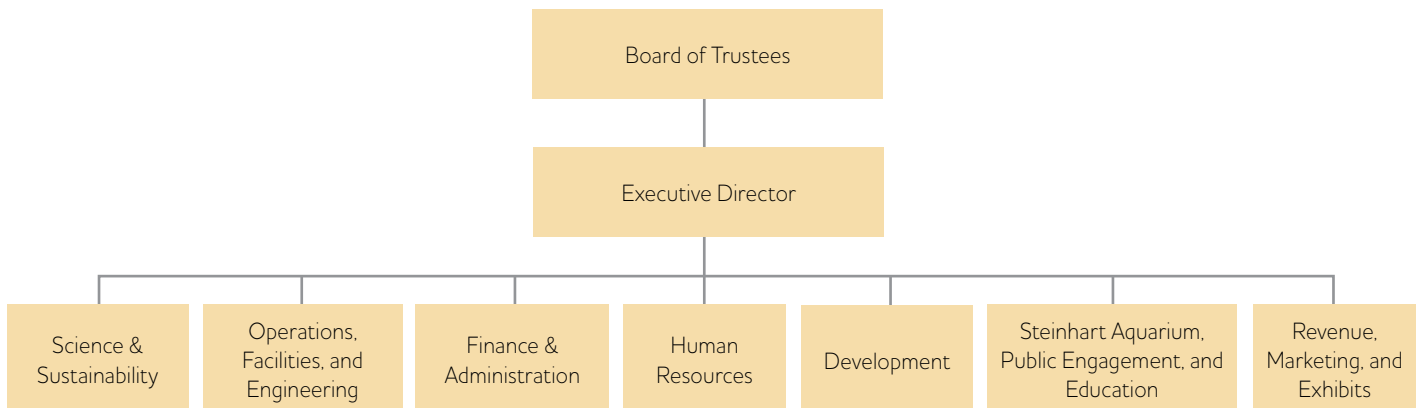 Board of Trustees
Executive Director
Science &
Sustainability
Operations,
Facilities, and
Engineering
Finance &
Administration
Human
Resources
Development
Steinhart Aquarium,
Public Engagement, and
Education
Revenue,
Marketing, and
Exhibits